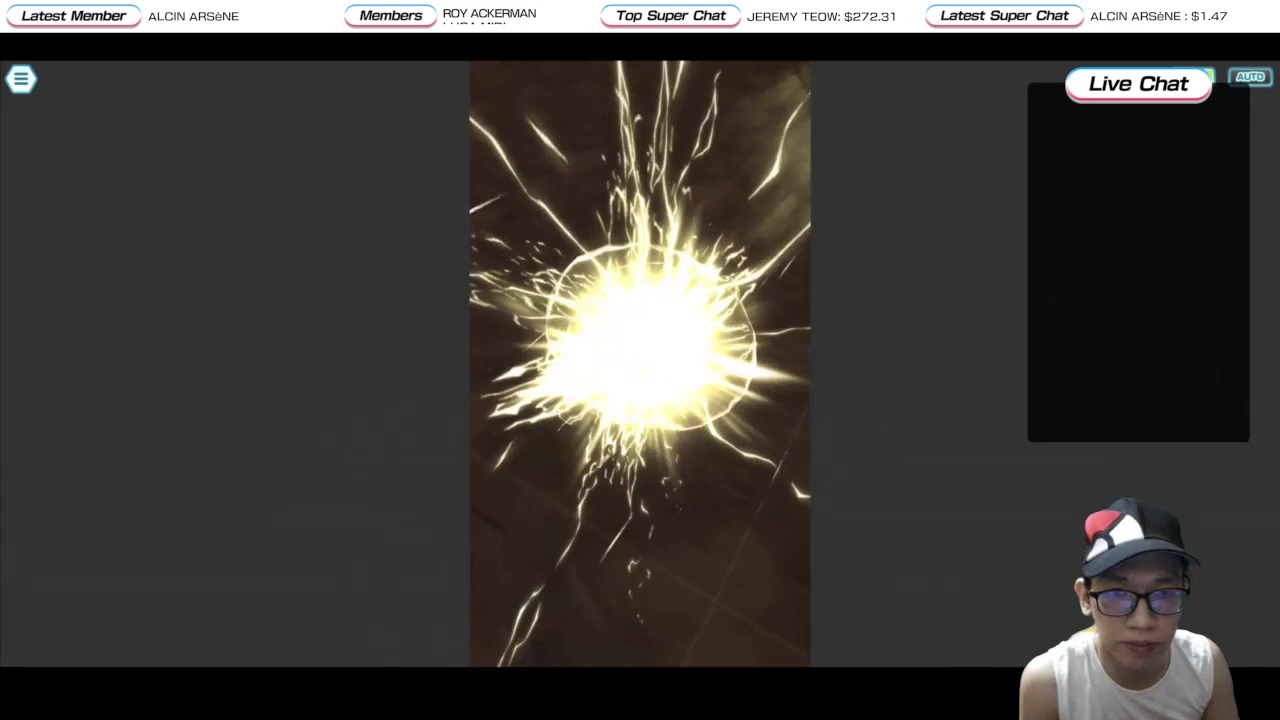 Latest Member
ALCIN ARSèNE
Members
ROY ACKERMAN
Top Super Chat
JEREMY TEOW: $272.31
Latest Super Chat
ALCIN ARSèNE : $1.47
AUTO
Live Chat